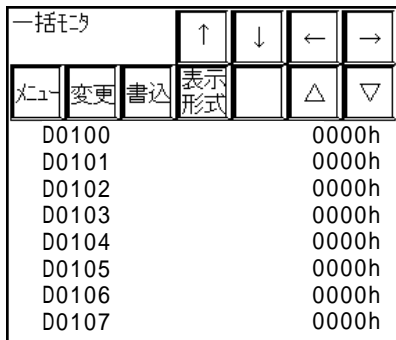 一括ﾓﾆﾀ ↑ ↓ ← →
ﾒﾆｭｰ 変更 書込 表示形式 △ ▽
D0100 0000h
D0101 0000h
D0102 0000h
D0103 0000h
D0104 0000h
D0105 0000h
D0106 0000h
D0107 0000h